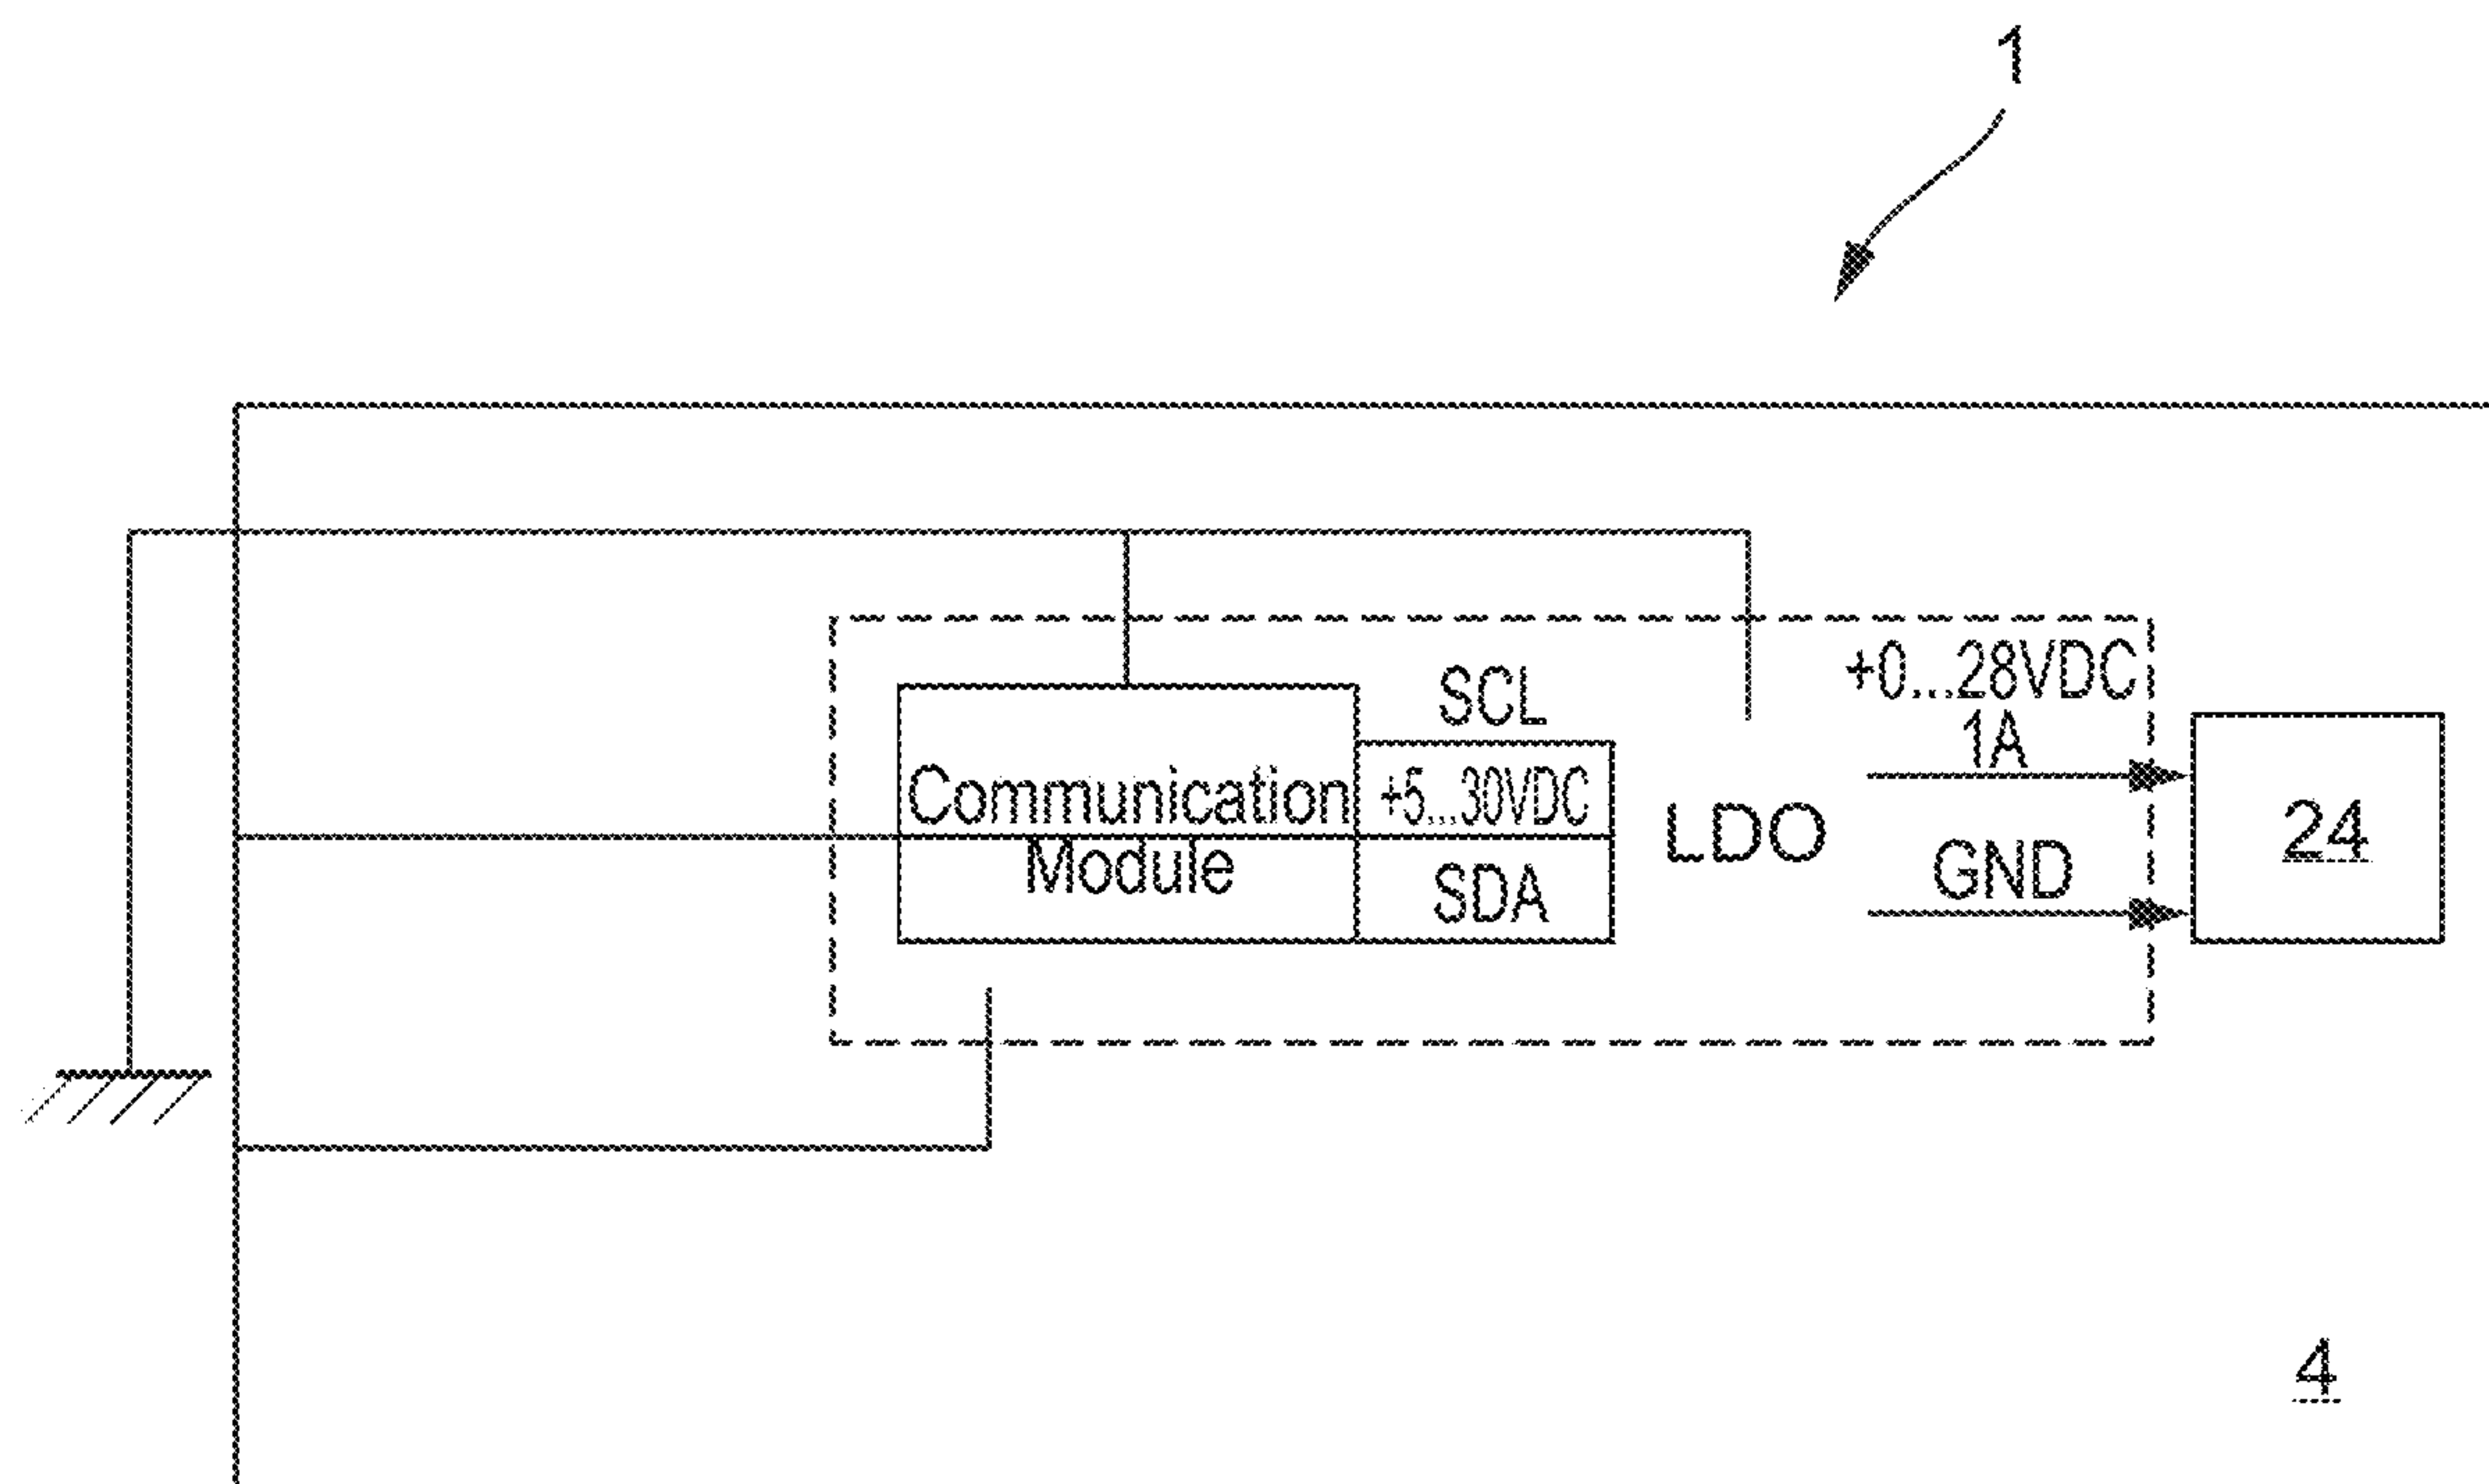 1
SCL
+0...28VDC
1A
Communication
Module
+5...30VDC
SDA
LDO
GND
24
4